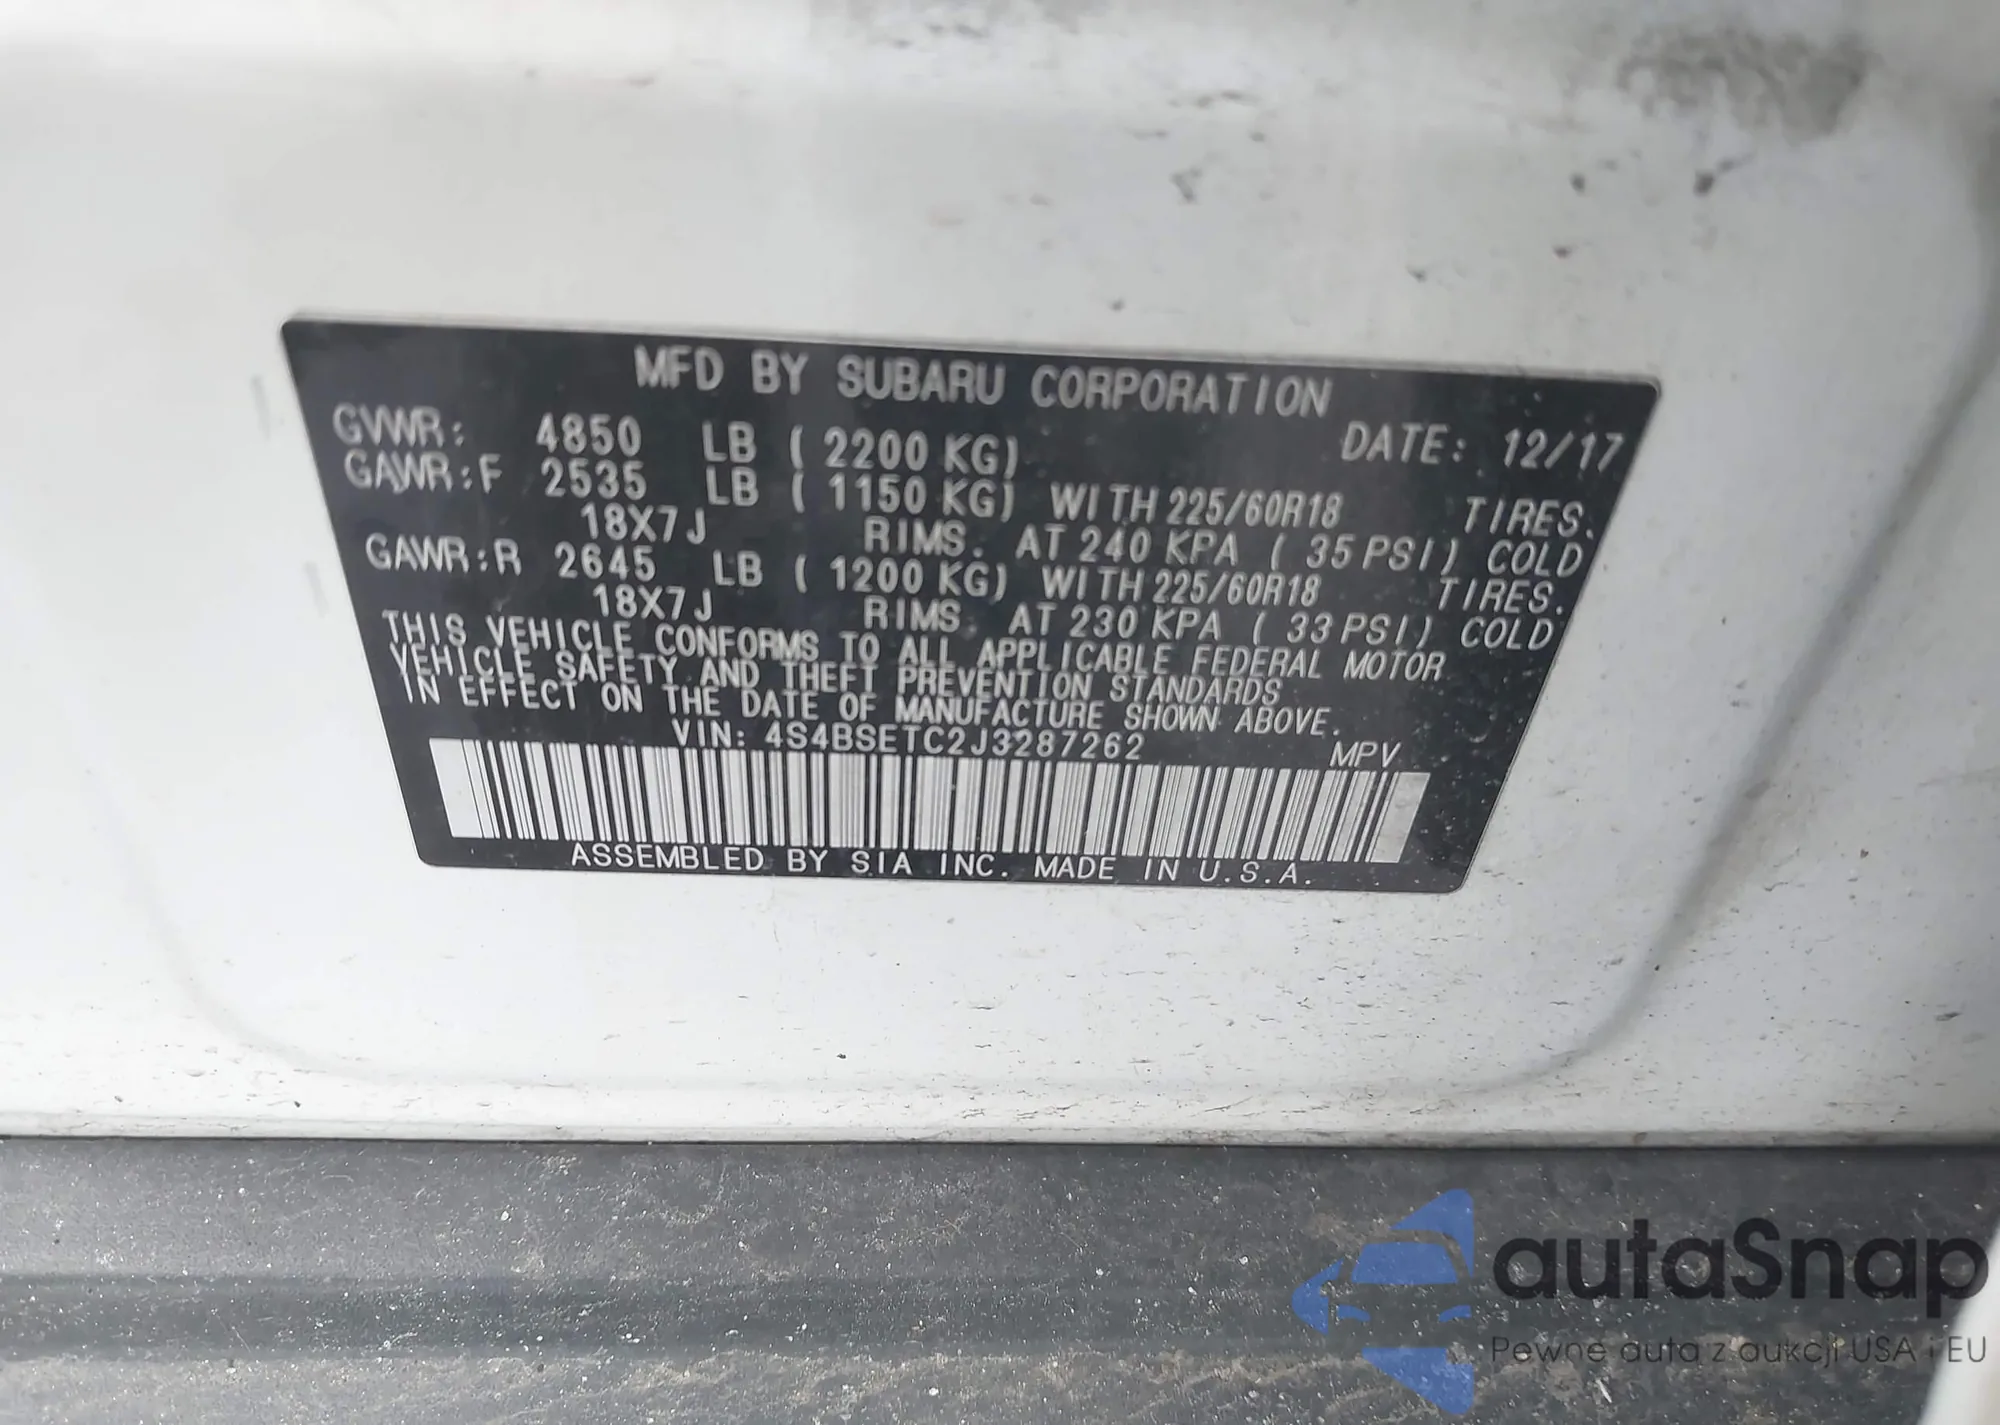 MFD BY SUBARU CORPORATION
GVWR: 4850 LB ( 2200 KG) DATE: 12/17
GAWR:F 2535 LB ( 1150 KG) WITH 225/60R18 TIRES.
18X7J RIMS. AT 240 KPA ( 35 PSI) COLD
GAWR:R 2645 LB ( 1200 KG) WITH 225/60R18 TIRES.
18X7J RIMS. AT 230 KPA ( 33 PSI) COLD
THIS VEHICLE CONFORMS TO ALL APPLICABLE FEDERAL MOTOR
VEHICLE SAFETY AND THEFT PREVENTION STANDARDS
IN EFFECT ON THE DATE OF MANUFACTURE SHOWN ABOVE.
VIN: 4S4BSETC2J3287262 MPV
ASSEMBLED BY SIA INC. MADE IN U.S.A.
autaSnap
Pewne auta z aukcji USA i EU